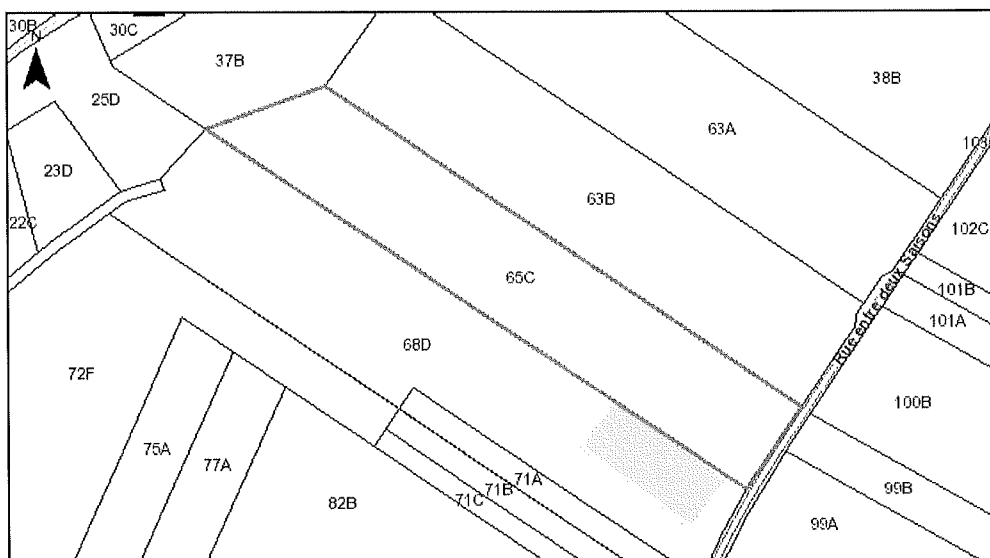 30B
30C
N
37B
38B
25D
63A
103
23D
63B
22C
102C
65C
101B
101A
Rue entre deux Saisons
68D
72F
100B
75A
77A
71A
99B
71B
71C
82B
99A